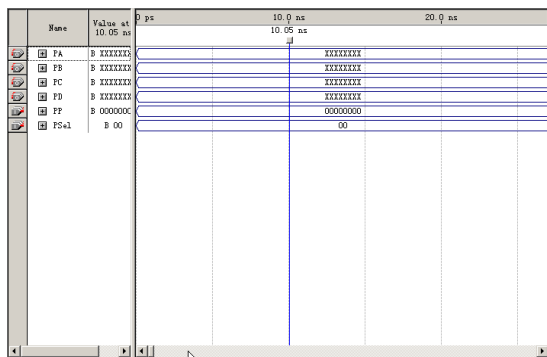 Name
Value at
10.05 ns
0 ps
10.0 ns
20.0 ns
10.05 ns
PA
B XXXXXXX
XXXXXXXX
PB
B XXXXXXX
XXXXXXXX
PC
B XXXXXXX
XXXXXXXX
PD
B XXXXXXX
XXXXXXXX
PP
B 0000000
00000000
PSel
B 00
00